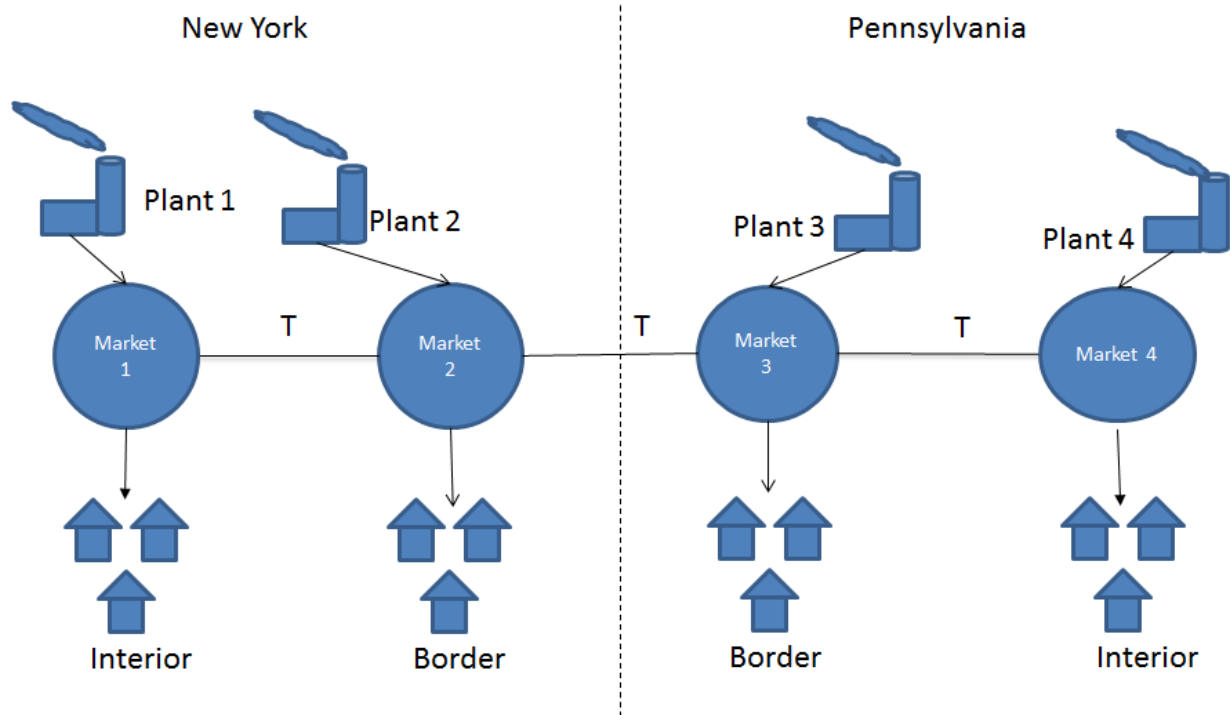 New York
Pennsylvania
Plant 1
Plant 2
Plant 3
Plant 4
T
T
T
Market
1
Market
2
Market
3
Market 4
Interior
Border
Border
Interior